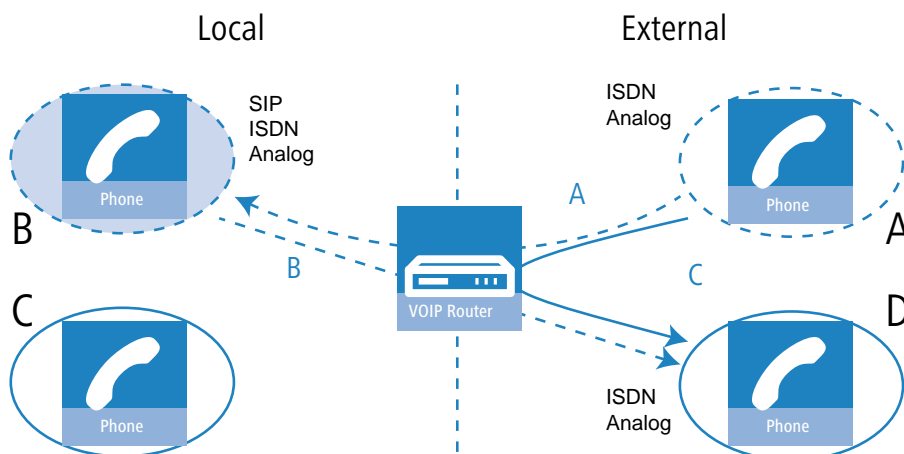 Local
External
SIP
ISDN
Analog
ISDN
Analog
Phone
Phone
B
A
A
B
C
VOIP Router
C
D
Phone
Phone
ISDN
Analog